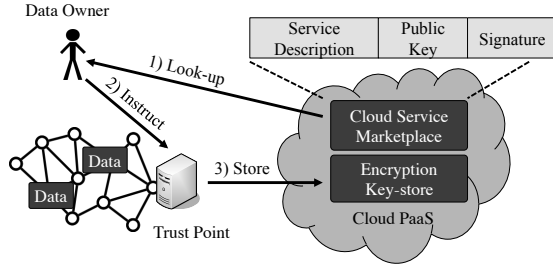 Data Owner
Service
Description
Public
Key
Signature
1) Look-up
2) Instruct
Cloud Service
Marketplace
Data
Data
3) Store
Encryption
Key-store
Cloud PaaS
Trust Point